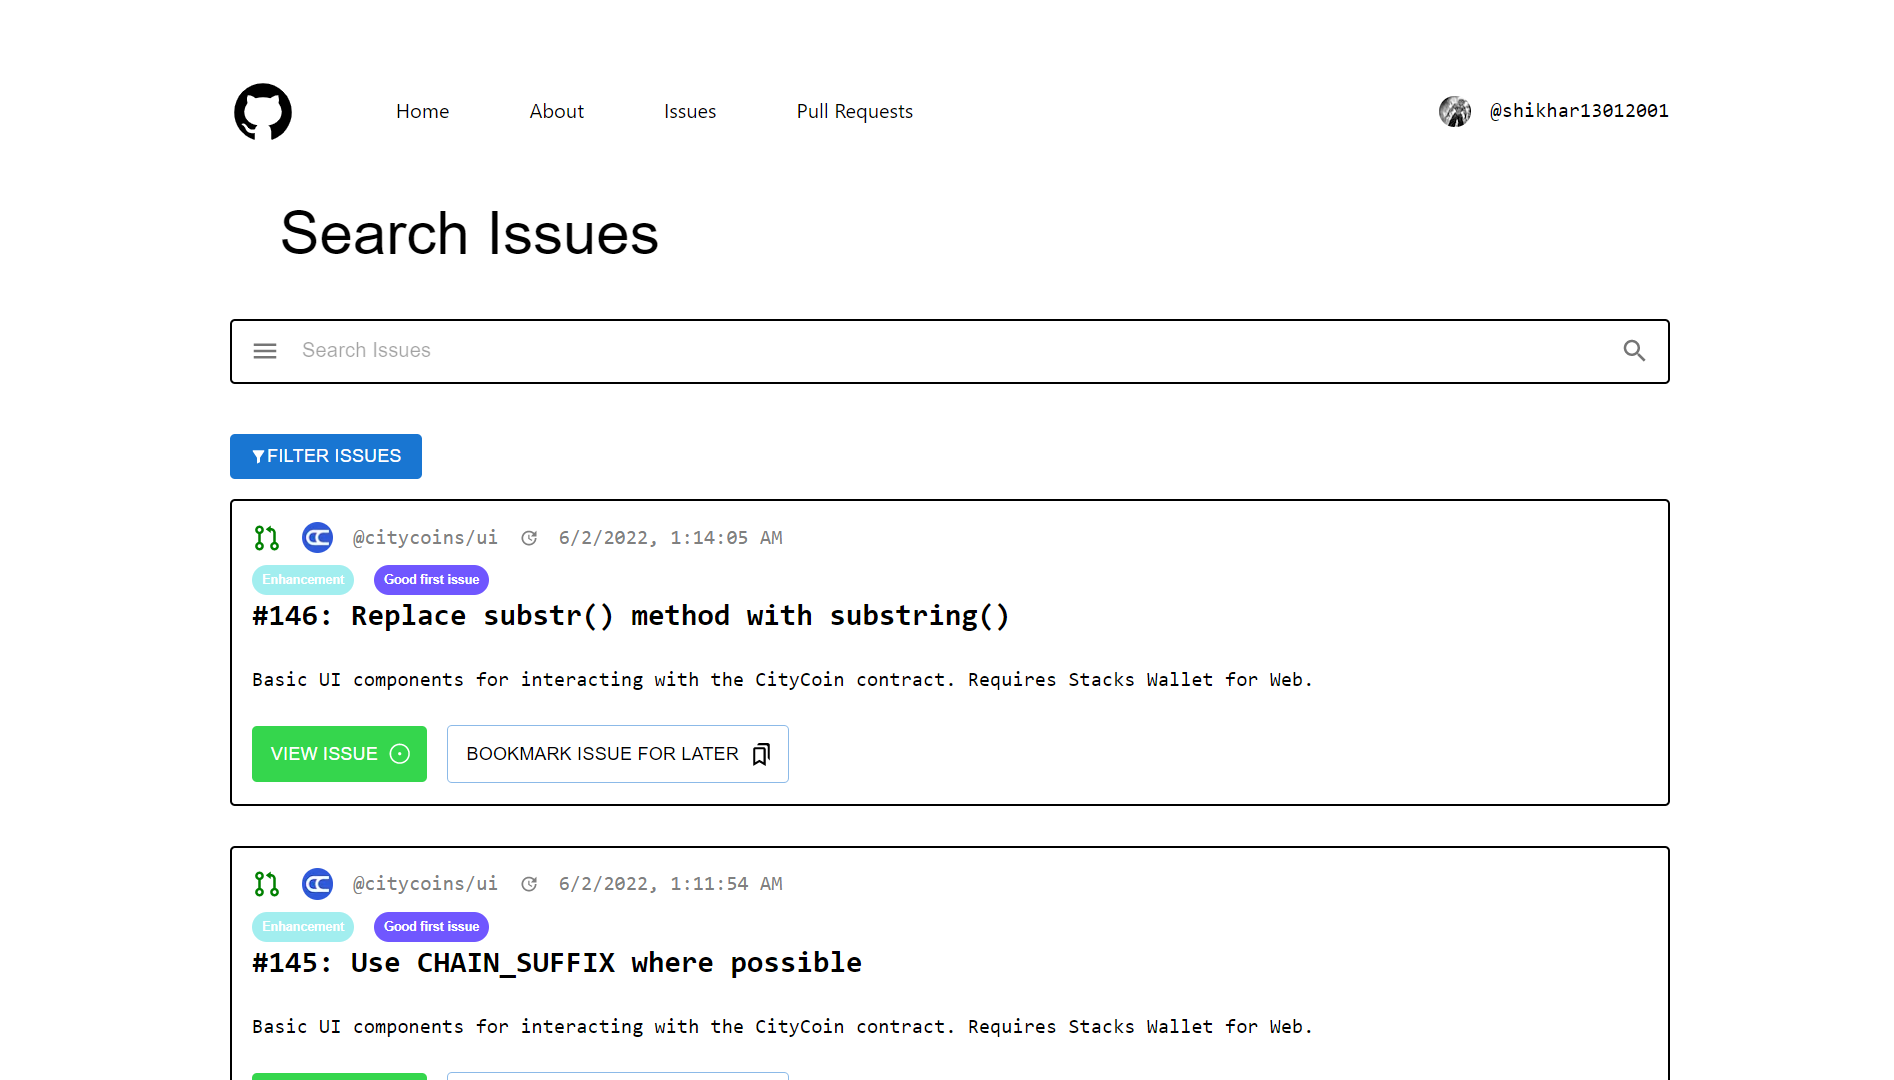 Home About Issues Pull Requests @shikhar13012001
Search Issues
Search Issues
FILTER ISSUES
@citycoins/ui 6/2/2022, 1:14:05 AM
Enhancement Good first issue
#146: Replace substr() method with substring()
Basic UI components for interacting with the CityCoin contract. Requires Stacks Wallet for Web.
VIEW ISSUE BOOKMARK ISSUE FOR LATER
@citycoins/ui 6/2/2022, 1:11:54 AM
Enhancement Good first issue
#145: Use CHAIN_SUFFIX where possible
Basic UI components for interacting with the CityCoin contract. Requires Stacks Wallet for Web.